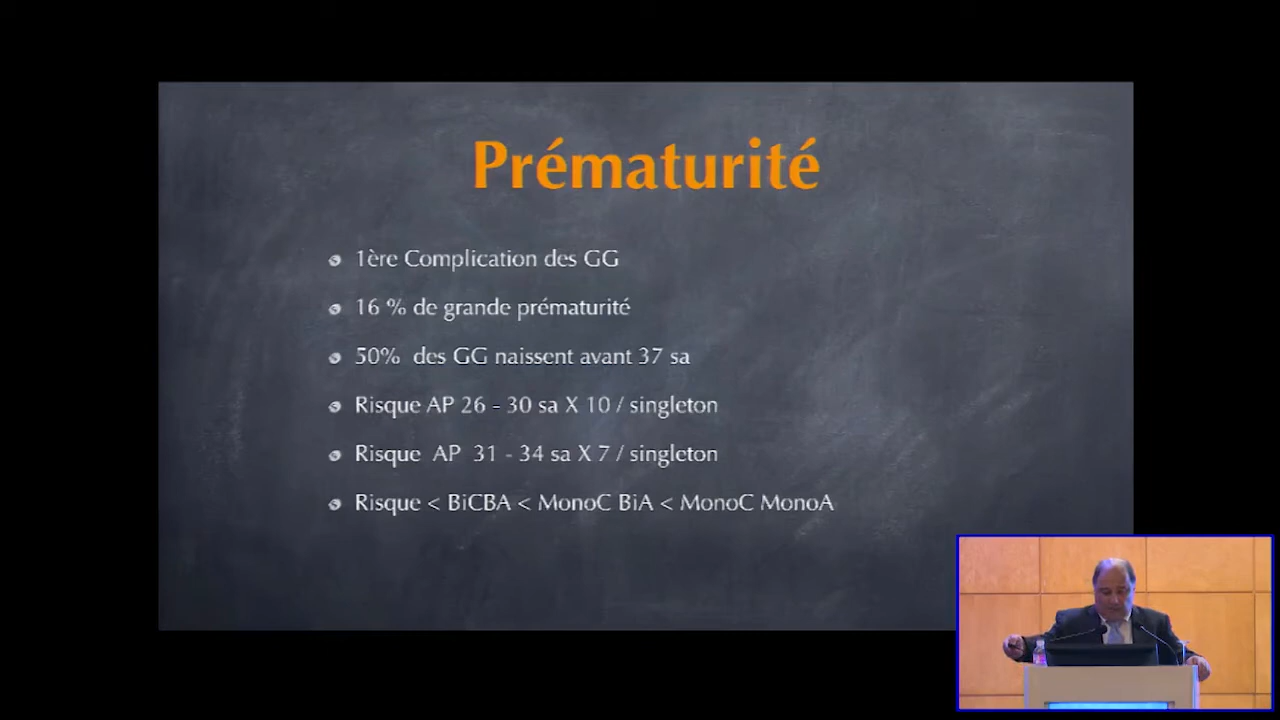 Prématurité
1ère Complication des GG
16 % de grande prématurité
50% des GG naissent avant 37 sa
Risque AP 26 - 30 sa X 10 / singleton
Risque AP 31 - 34 sa X 7 / singleton
Risque < BiCBA < MonoC BiA < MonoC MonoA